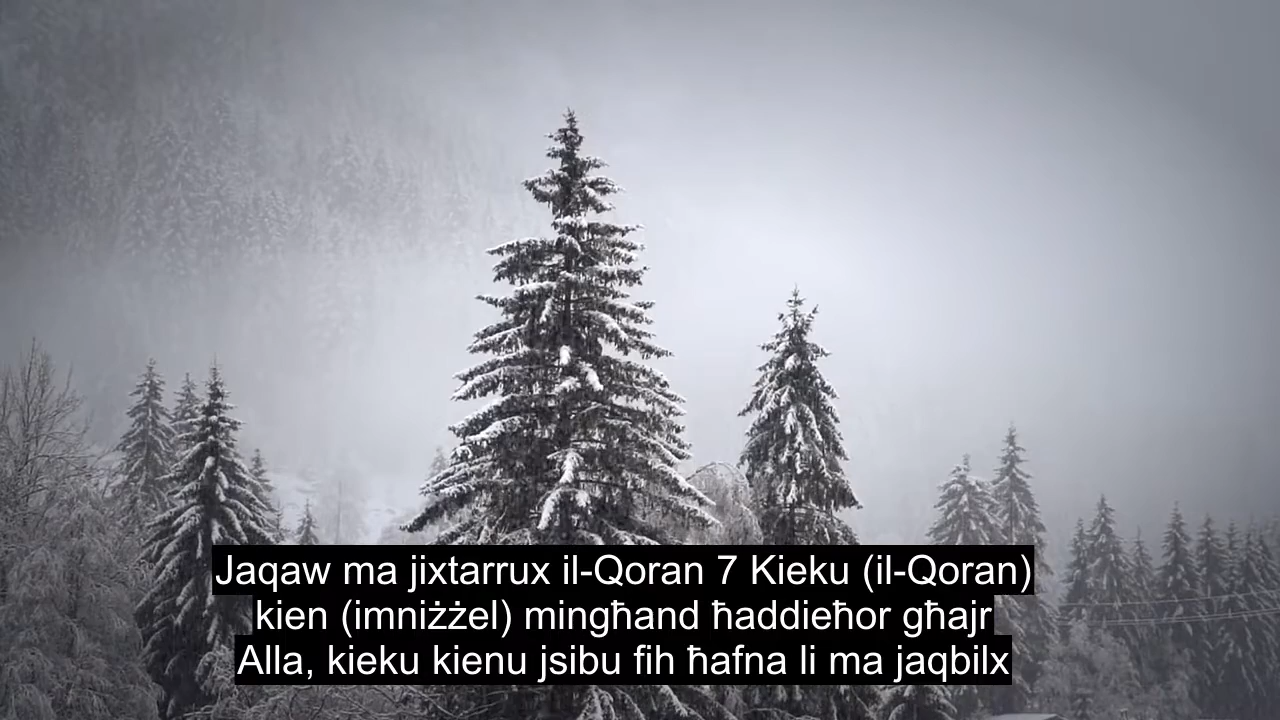 Jaqaw ma jixtarrux il-Qoran 7 Kieku (il-Qoran)
kien (imniżżel) mingħand ħaddieħor għajr
Alla, kieku kienu jsibu fih ħafna li ma jaqbilx